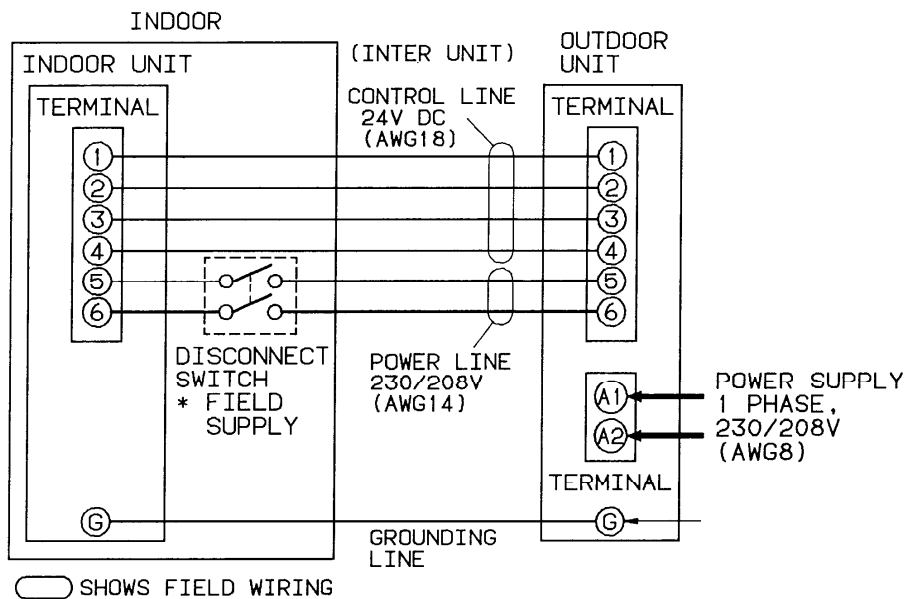 INDOOR
INDOOR UNIT
TERMINAL
1
2
3
4
5
6
G
(INTER UNIT)
CONTROL LINE
24V DC
(AWG18)
DISCONNECT
SWITCH
* FIELD
SUPPLY
POWER LINE
230/208V
(AWG14)
GROUNDING
LINE
OUTDOOR
UNIT
TERMINAL
1
2
3
4
5
6
A1
A2
TERMINAL
G
POWER SUPPLY
1 PHASE,
230/208V
(AWG8)
SHOWS FIELD WIRING